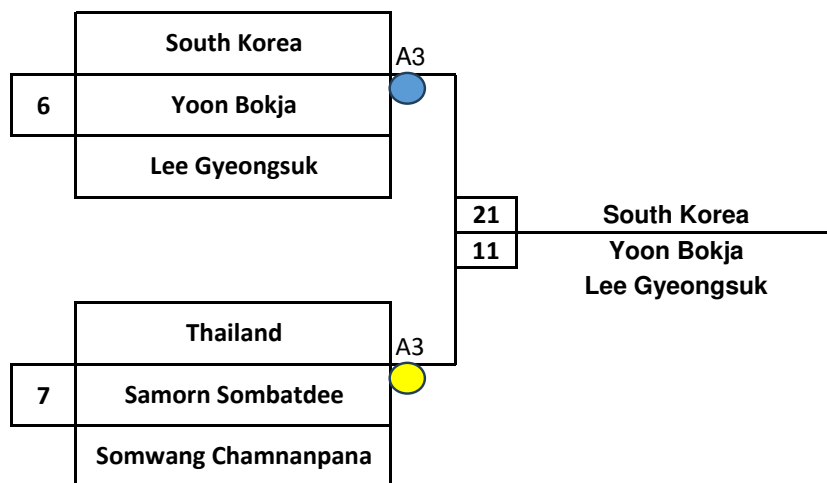 South Korea
A3
6
Yoon Bokja
Lee Gyeongsuk
21
South Korea
11
Yoon Bokja
Lee Gyeongsuk
Thailand
A3
7
Samorn Sombatdee
Somwang Chamnanpana